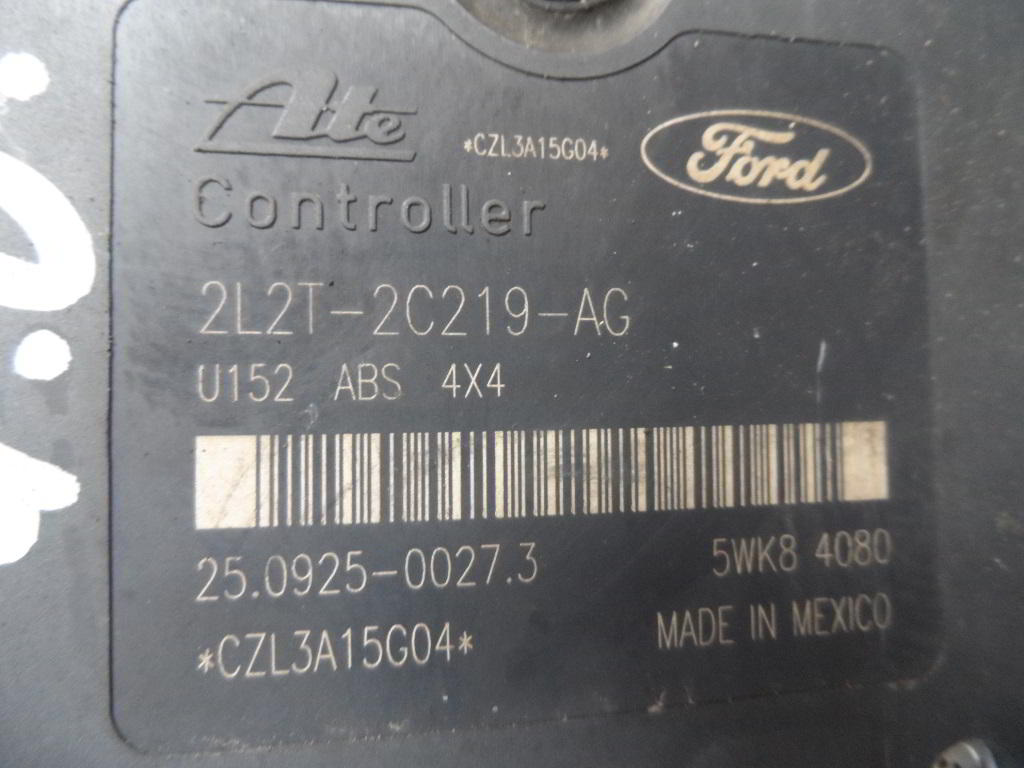 Ate
*CZL3A15G04*
Ford
Controller
2L2T-2C219-AG
U152 ABS 4X4
25.0925-0027.3
5WK8 4080
*CZL3A15G04*
MADE IN MEXICO